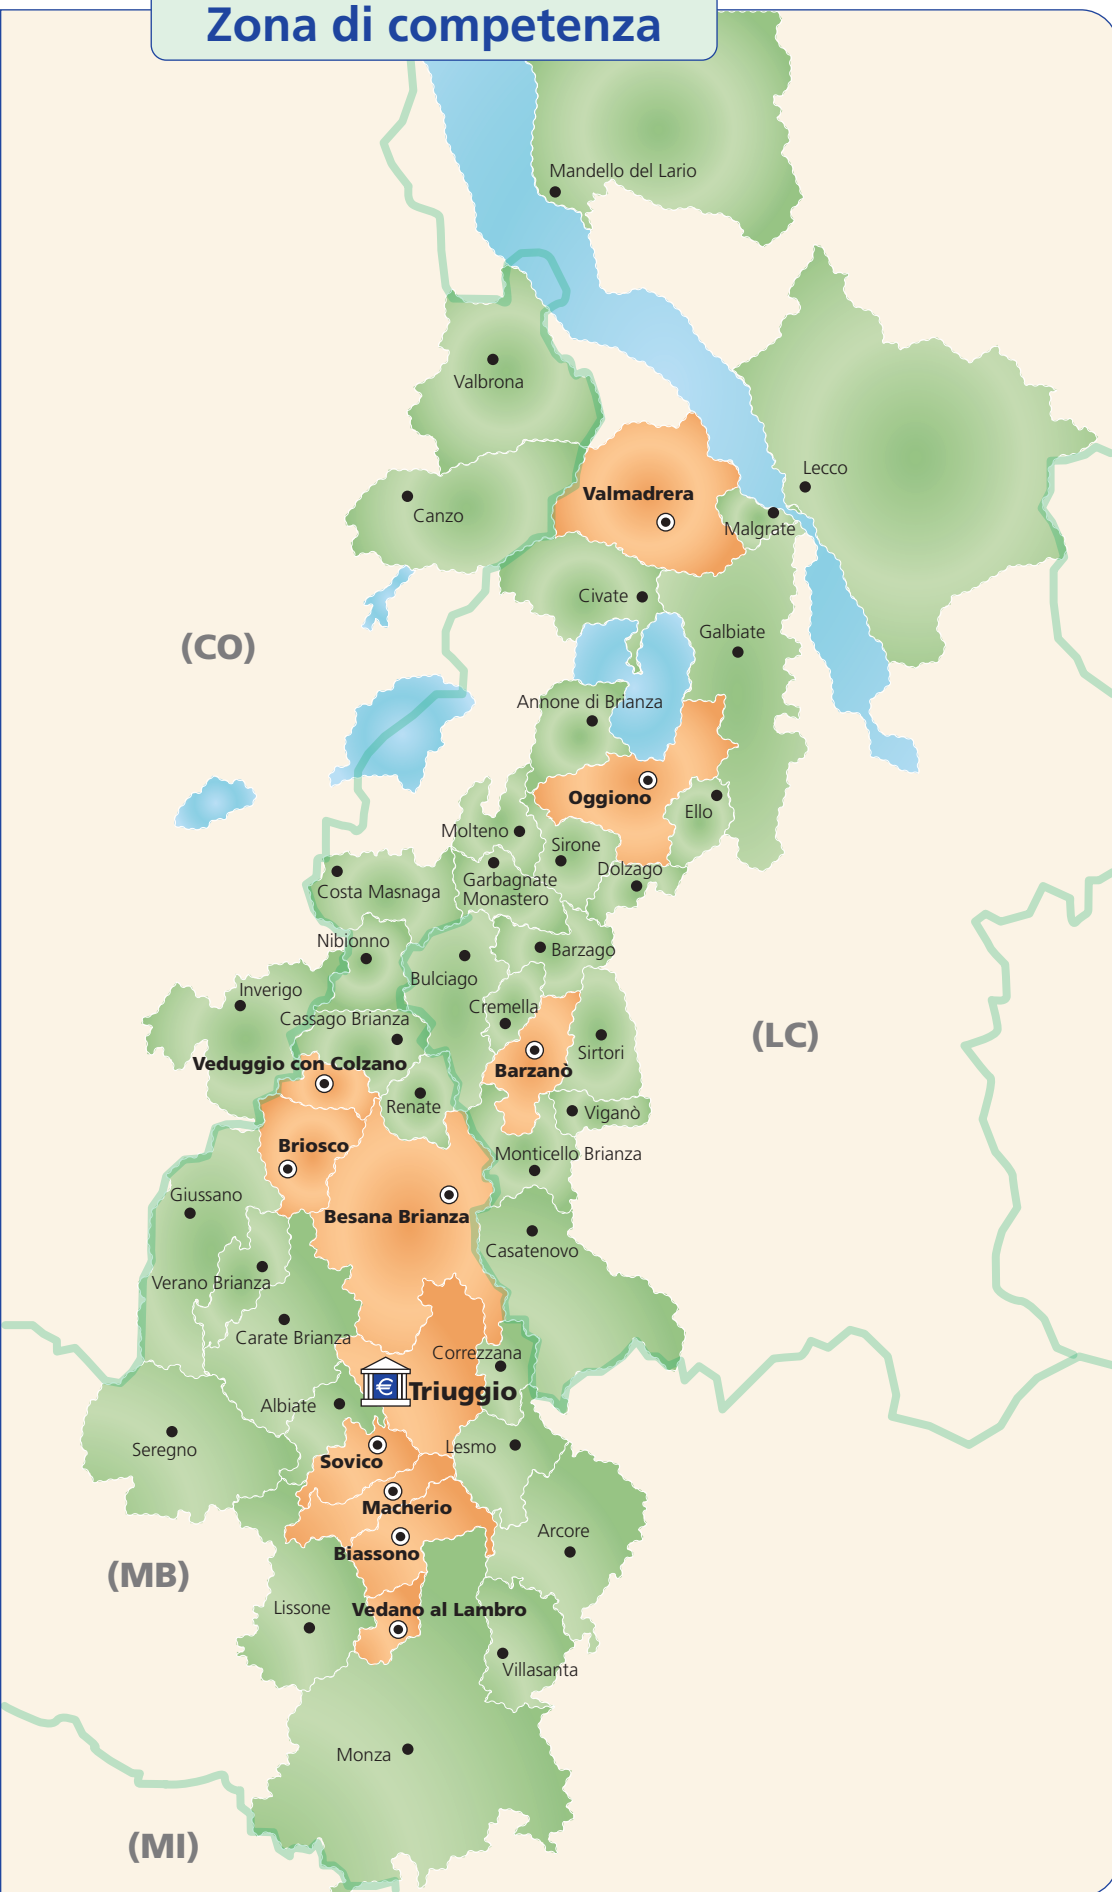 Zona di competenza
Mandello del Lario
Valbrona
Lecco
Valmadrera
Canzo
Malgrate
Civate
Galbiate
(CO)
Annone di Brianza
Oggiono
Ello
Molteno
Sirone
Dolzago
Garbagnate
Monastero
Costa Masnaga
Nibionno
Barzago
Bulciago
Inverigo
Cremella
Cassago Brianza
(LC)
Sirtori
Veduggio con Colzano
Barzanò
Renate
Viganò
Briosco
Monticello Brianza
Giussano
Besana Brianza
Casatenovo
Verano Brianza
Carate Brianza
Correzzana
€
Triuggio
Albiate
Seregno
Lesmo
Sovico
Macherio
Arcore
Biassono
(MB)
Lissone
Vedano al Lambro
Villasanta
Monza
(MI)